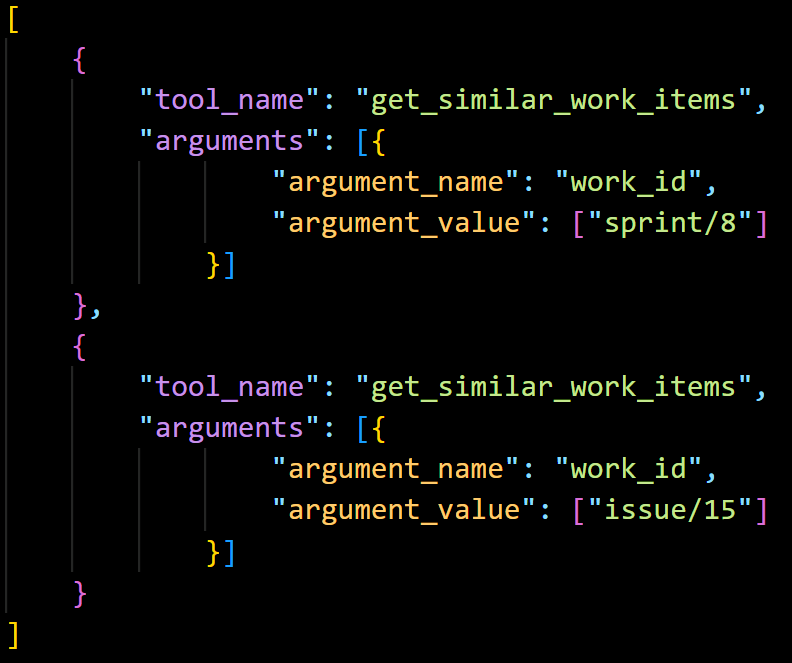 [
    {
        "tool_name": "get_similar_work_items",
        "arguments": [{
                "argument_name": "work_id",
                "argument_value": ["sprint/8"]
            }]
    },
    {
        "tool_name": "get_similar_work_items",
        "arguments": [{
                "argument_name": "work_id",
                "argument_value": ["issue/15"]
            }]
    }
]